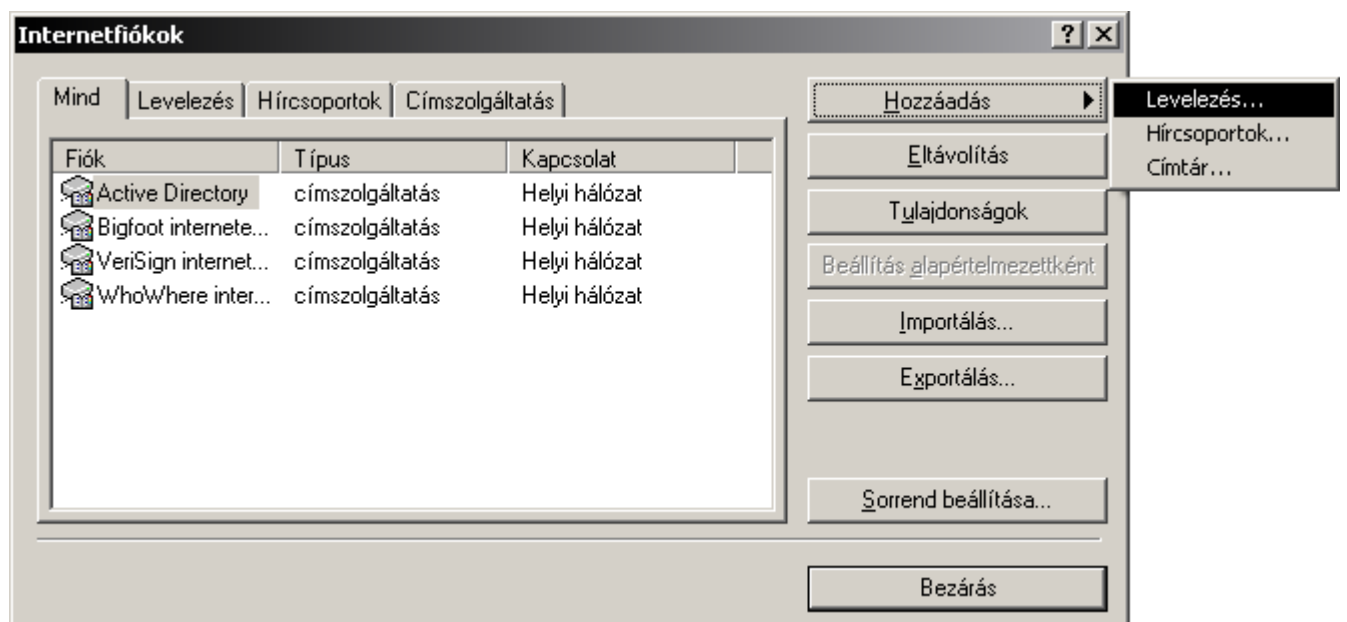 Internetfiókok
Mind Levelezés Hírcsoportok Címszolgáltatás
Fiók Típus Kapcsolat
Active Directory címszolgáltatás Helyi hálózat
Bigfoot internete... címszolgáltatás Helyi hálózat
VeriSign internet... címszolgáltatás Helyi hálózat
WhoWhere inter... címszolgáltatás Helyi hálózat
Hozzáadás
Eltávolítás
Tulajdonságok
Beállítás alapértelmezettként
Importálás...
Exportálás...
Sorrend beállítása...
Bezárás
Levelezés...
Hírcsoportok...
Címtár...